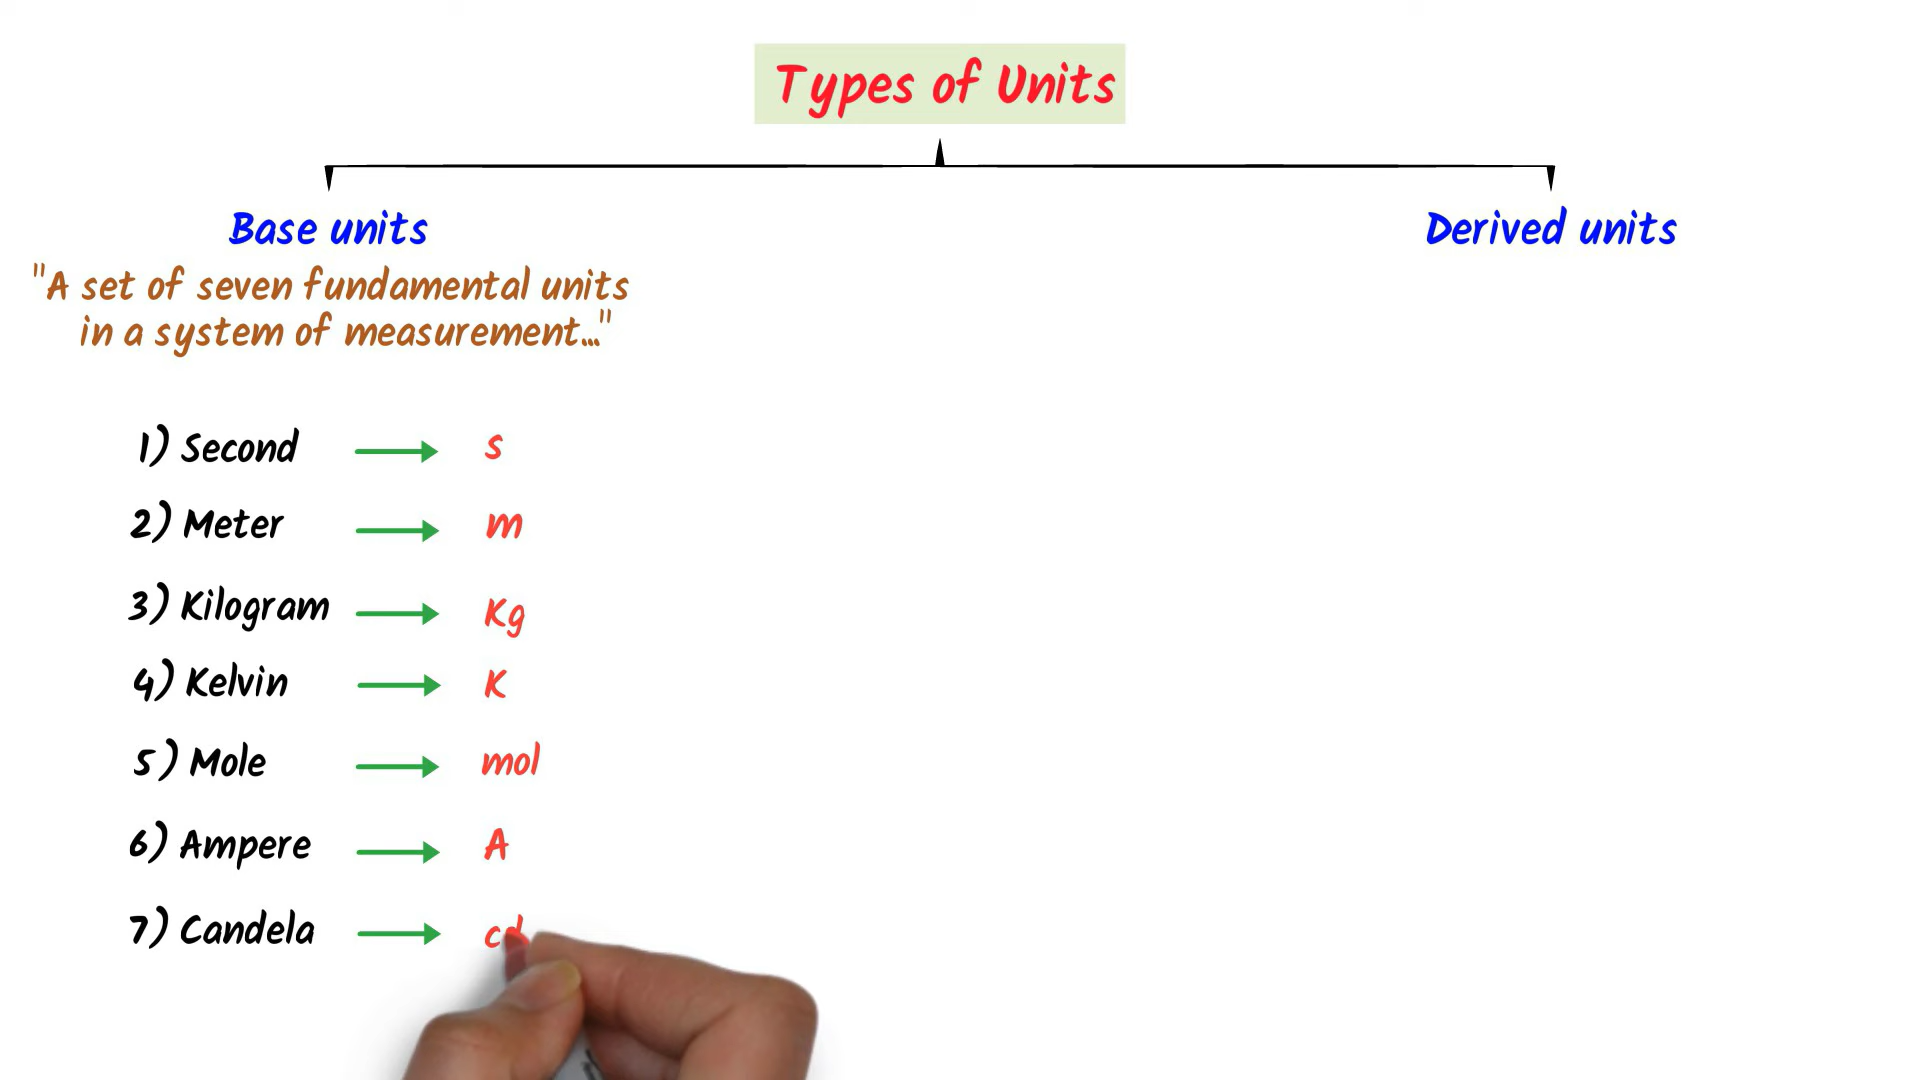 Types of Units
Base units
Derived units
"A set of seven fundamental units
in a system of measurement..."
1) Second → s
2) Meter → m
3) Kilogram → Kg
4) Kelvin → K
5) Mole → mol
6) Ampere → A
7) Candela → cd